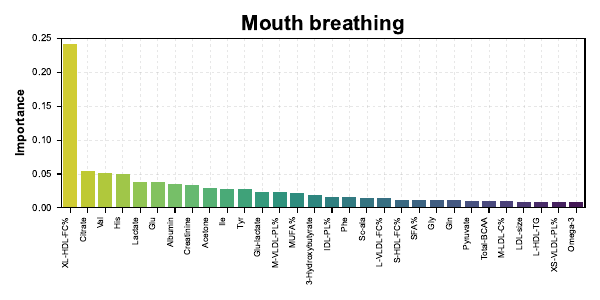 Mouth breathing
0.25
0.20
0.15
0.10
0.05
0.00
Importance
XL-HDL-FC%
Citrate
Val
His
Lactate
Glu
Albumin
Creatinine
Acetone
Ile
Tyr
Glu-lactate
M-VLDL-PL%
MUFA%
3-Hydroxybutyrate
IDL-PL%
Phe
Sc-ala
L-VLDL-FC%
S-HDL-FC%
SFA%
Gly
Gln
Pyruvate
Total-BCAA
M-LDL-C%
LDL-size
L-HDL-TG
XS-VLDL-PL%
Omega-3